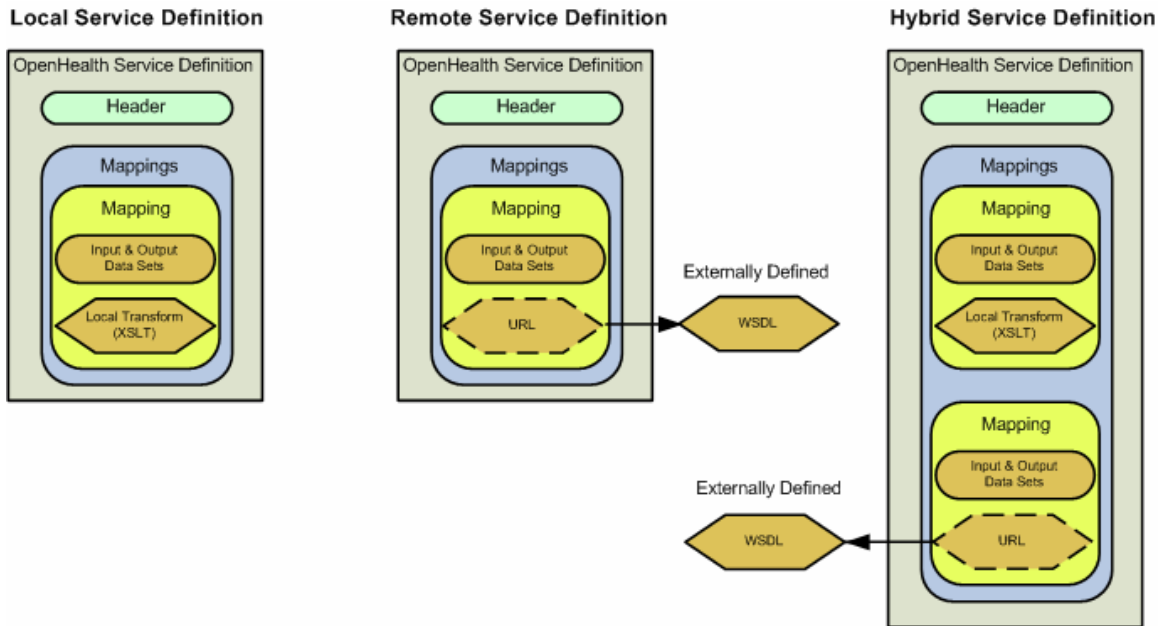 Local Service Definition
OpenHealth Service Definition
Header
Mappings
Mapping
Input & Output
Data Sets
Local Transform
(XSLT)
Remote Service Definition
OpenHealth Service Definition
Header
Mappings
Mapping
Input & Output
Data Sets
URL
Externally Defined
WSDL
Hybrid Service Definition
OpenHealth Service Definition
Header
Mappings
Mapping
Input & Output
Data Sets
Local Transform
(XSLT)
Mapping
Input & Output
Data Sets
URL
Externally Defined
WSDL